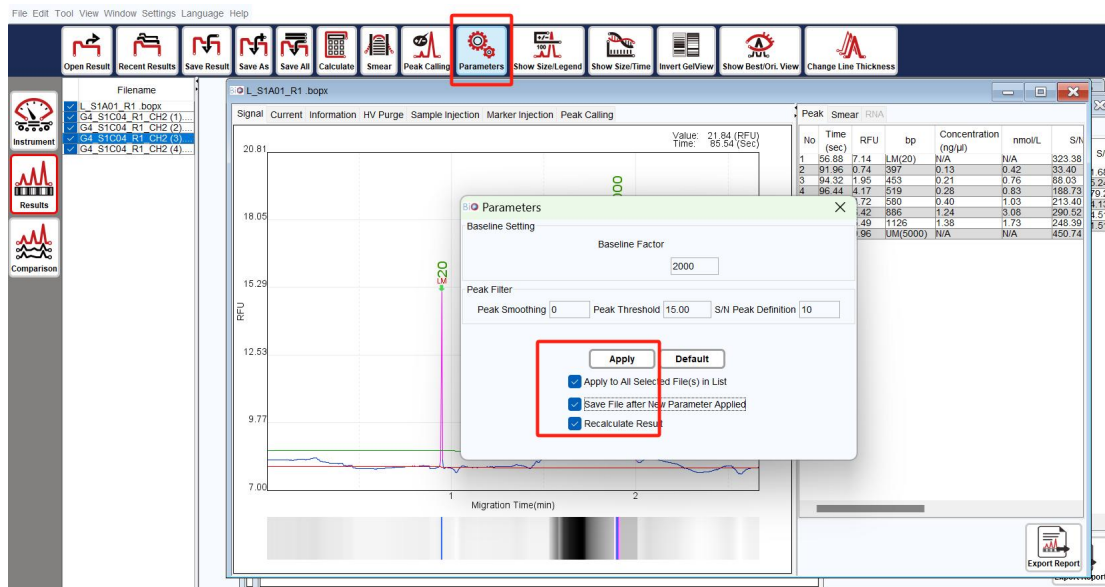 File Edit Tool View Window Settings Language Help
Open Result Recent Results Save Result Save As Save All Calculate Smear Peak Calling Parameters Show Size/Legend Show Size/Time Invert GelView Show Best/Ori. View Change Line Thickness
Instrument
Results
Comparison
Filename
L_S1A01_R1 .bopx
G4_S1C04_R1_CH2 (1)....
G4_S1C04_R1_CH2 (2)....
G4_S1C04_R1_CH2 (3)....
G4_S1C04_R1_CH2 (4)....
BiO L_S1A01_R1 .bopx
Signal Current Information HV Purge Sample Injection Marker Injection Peak Calling
Value: 21.84 (RFU)
Time: 85.54 (Sec)
20.81
18.05
15.29
12.53
9.77
7.00
RFU
20
LM
000
1 2
Migration Time(min)
Peak Smear RNA
No Time (sec) RFU bp Concentration (ng/µl) nmol/L S/N
1 56.88 7.14 LM(20) N/A N/A 323.38
2 91.96 0.74 397 0.13 0.42 33.40
3 94.32 1.95 453 0.21 0.76 88.03
4 96.44 4.17 519 0.28 0.83 188.73
.72 580 0.40 1.03 213.40
.42 886 1.24 3.08 290.52
.49 1126 1.38 1.73 248.39
.96 UM(5000) N/A N/A 450.74
BiO Parameters
Baseline Setting
Baseline Factor
2000
Peak Filter
Peak Smoothing 0 Peak Threshold 15.00 S/N Peak Definition 10
Apply Default
Apply to All Selected File(s) in List
Save File after New Parameter Applied
Recalculate Result
Export Report